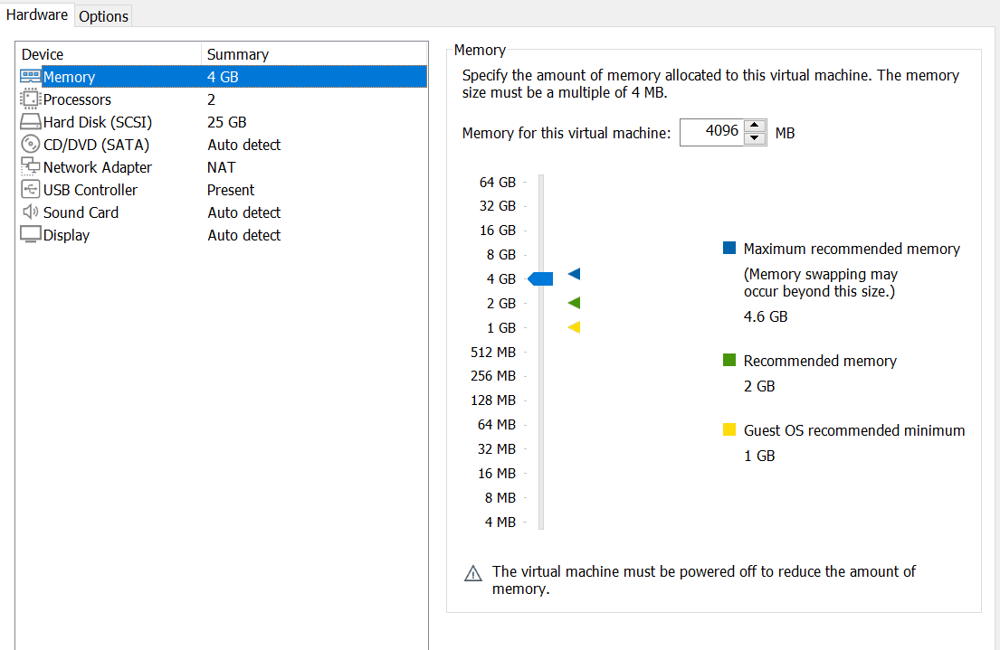 Hardware
Options
Device Summary
Memory 4 GB
Processors 2
Hard Disk (SCSI) 25 GB
CD/DVD (SATA) Auto detect
Network Adapter NAT
USB Controller Present
Sound Card Auto detect
Display Auto detect
Memory
Specify the amount of memory allocated to this virtual machine. The memory
size must be a multiple of 4 MB.
Memory for this virtual machine: 4096 MB
64 GB
32 GB
16 GB
8 GB
4 GB
2 GB
1 GB
512 MB
256 MB
128 MB
64 MB
32 MB
16 MB
8 MB
4 MB
Maximum recommended memory
(Memory swapping may
occur beyond this size.)
4.6 GB
Recommended memory
2 GB
Guest OS recommended minimum
1 GB
The virtual machine must be powered off to reduce the amount of
memory.